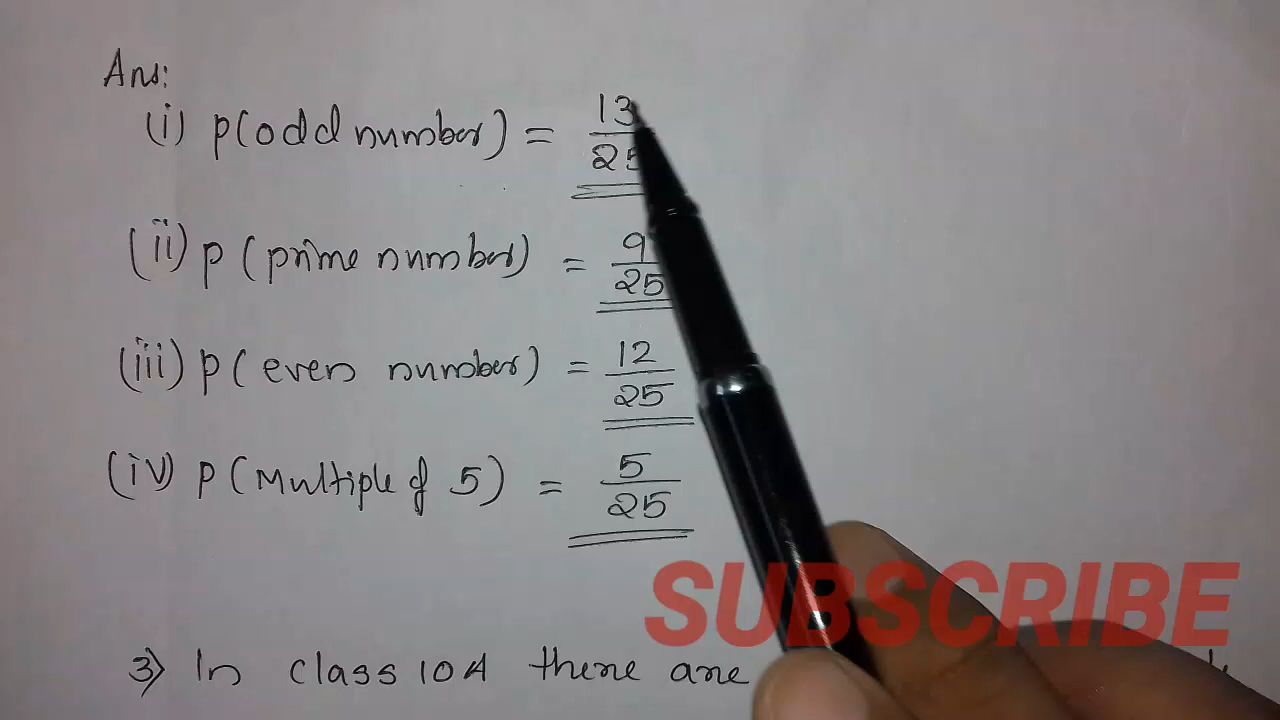 Ans:
(i) P(odd number) = 13/25
(ii) P(prime number) = 9/25
(iii) P(even number) = 12/25
(iv) P(Multiple of 5) = 5/25
SUBSCRIBE
3) In class 10A there are